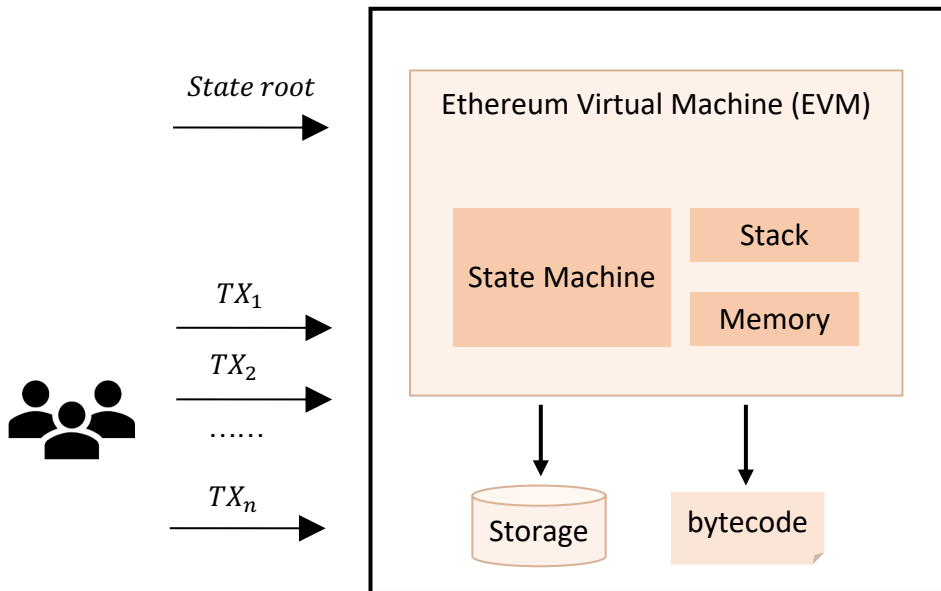 State root
Ethereum Virtual Machine (EVM)
State Machine
Stack
Memory
TX₁
TX₂
......
TXₙ
Storage
bytecode